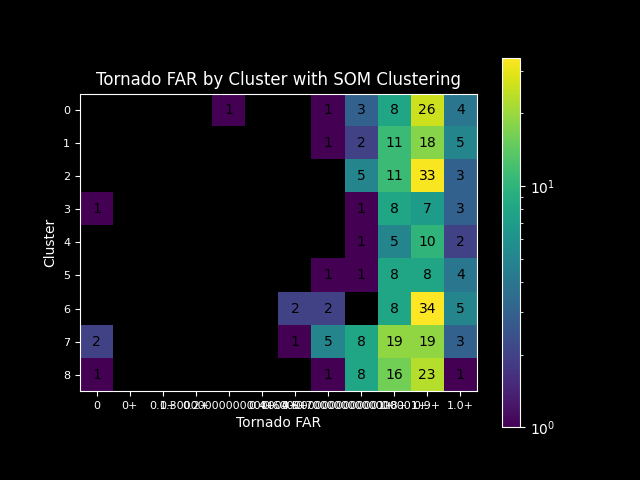 Tornado FAR by Cluster with SOM Clustering
0 1 1 3 8 26 4
1 1 2 11 18 5
2 5 11 33 3
3 1 1 8 7 3
4 1 5 10 2
5 1 1 8 8 4
6 2 2 8 34 5
7 2 1 5 8 19 19 3
8 1 1 8 16 23 1
Cluster
0 0+ 0.9+ 1.0+
Tornado FAR
10¹
10⁰